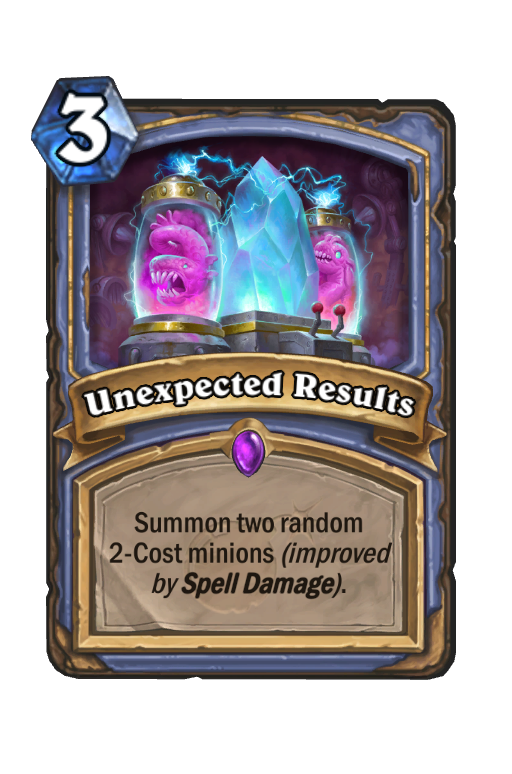 3
Unexpected Results
Summon two random
2-Cost minions (improved
by Spell Damage).